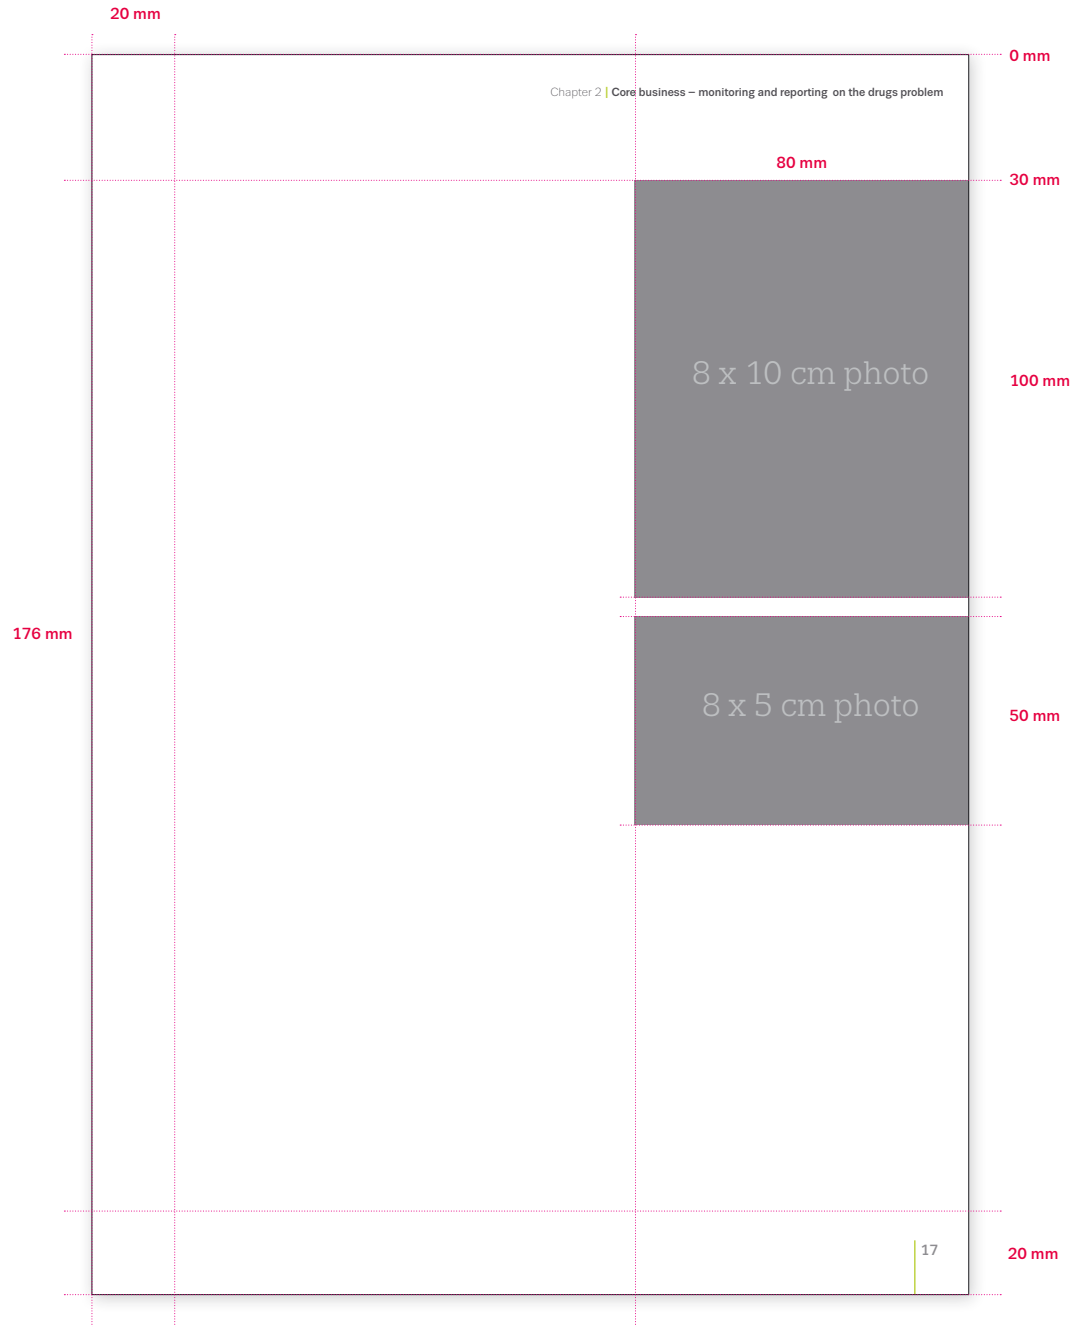 20 mm
0 mm
Chapter 2 | Core business – monitoring and reporting on the drugs problem
80 mm
30 mm
8 x 10 cm photo
100 mm
176 mm
8 x 5 cm photo
50 mm
17
20 mm